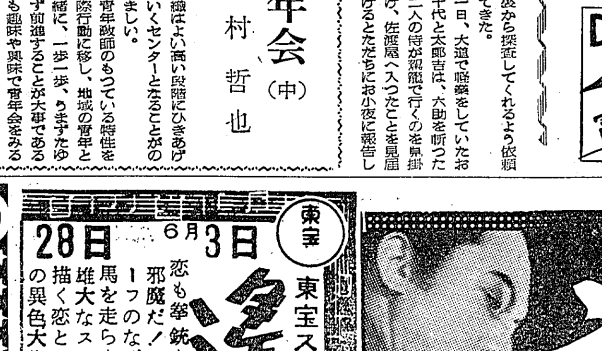 表から探査してくれるよう依頼
てきた。
一日、大道で軽業をしていたお
千代と太郎吉は、六助を斬つた
二人の侍が駕籠で行くのを見掛
け、佐渡屋へ入つたことを見届
けるとただちにお小夜に報告し
年会(中)
村哲也
織はよい高い段階にひきあげ
いくセンターとなることがの
ましい。
青年教師のもつている特性を
際行動に移し、地域の青年と
緒に、一歩一歩、うまずたゆ
ず前進することが大事である
も趣味や興味で青年会をみる
東宝
28日
6月3日
東宝ス
恋も拳銃
邪魔だ！
一フのな
馬を走ら
雄大なス
描く恋と
の異色大